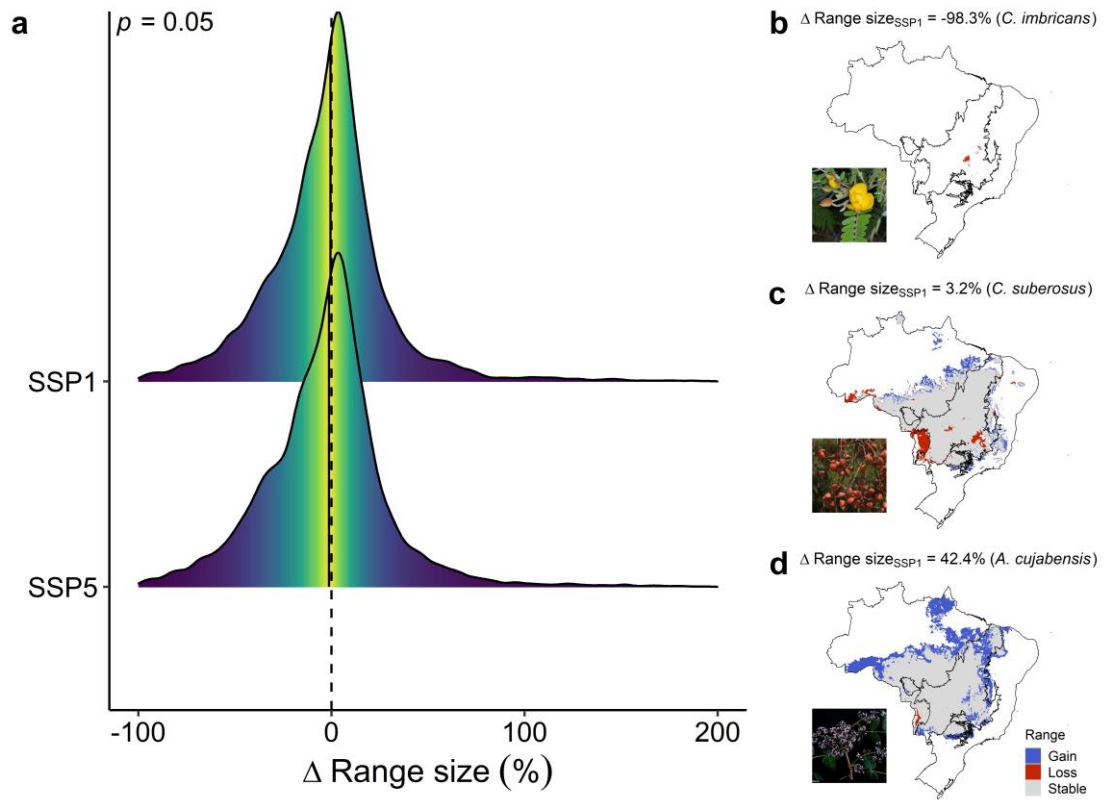 a
p = 0.05
SSP1
SSP5
-100 0 100 200
Δ Range size (%)
b Δ Range sizeSSP1 = -98.3% (C. imbricans)
c Δ Range sizeSSP1 = 3.2% (C. suberosus)
d Δ Range sizeSSP1 = 42.4% (A. cujabensis)
Range
Gain
Loss
Stable